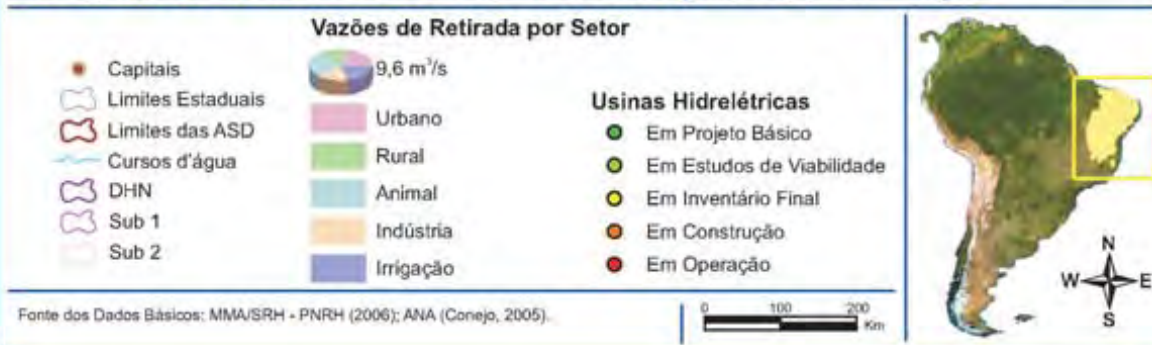 Vazões de Retirada por Setor
9,6 m³/s
Urbano
Rural
Animal
Indústria
Irrigação
Capitais
Limites Estaduais
Limites das ASD
Cursos d'água
DHN
Sub 1
Sub 2
Usinas Hidrelétricas
Em Projeto Básico
Em Estudos de Viabilidade
Em Inventário Final
Em Construção
Em Operação
Fonte dos Dados Básicos: MMA/SRH - PNRH (2006); ANA (Conejo, 2005).
0 100 200
Km
N
W E
S